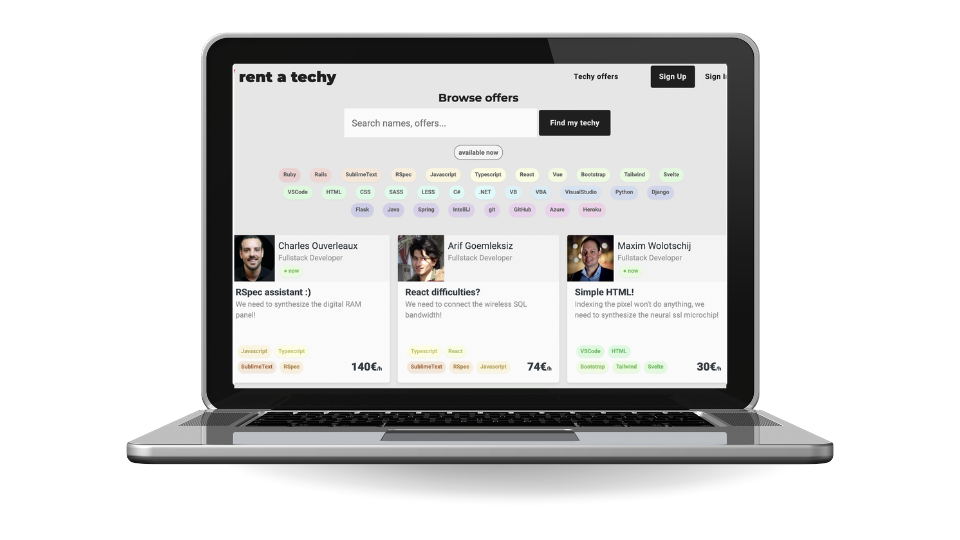 rent a techy
Techy offers
Sign Up
Sign i
Browse offers
Search names, offers...
Find my techy
available now
Ruby Rails SublimeText RSpec Javascript Typescript React Vue Bootstrap Tailwind Svelte
VSCode HTML CSS SASS LESS C# .NET VB VBA VisualStudio Python Django
Flask Java Spring IntelliJ git GitHub Azure Heroku
Charles Ouverleaux
Fullstack Developer
now
RSpec assistant :)
We need to synthesize the digital RAM
panel!
Javascript Typescript
SublimeText RSpec
140€/h
Arif Goemleksiz
Fullstack Developer
React difficulties?
We need to connect the wireless SQL
bandwidth!
Typescript React
SublimeText RSpec Javascript
74€/h
Maxim Wolotschij
Fullstack Developer
now
Simple HTML!
Indexing the pixel won't do anything, we
need to synthesize the neural ssl microchip!
VSCode HTML
Bootstrap Tailwind Svelte
30€/h